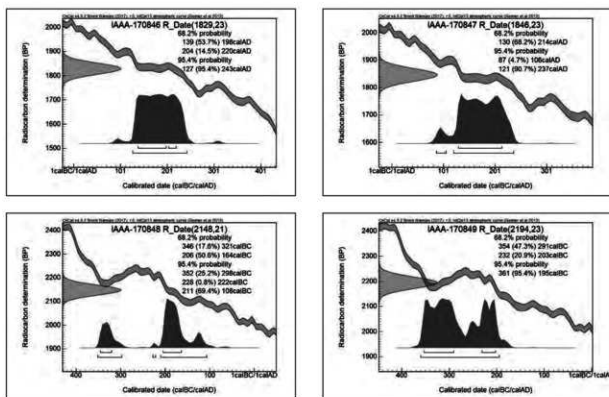 IAAA-170846 R_Date(1829,23)
68.2% probability
139 (53.7%) 198calAD
204 (14.5%) 220calAD
95.4% probability
127 (95.4%) 243calAD
Radiocarbon determination (BP)
2000
1900
1800
1700
1600
1500
1calBC/1calAD
101
201
301
401
Calibrated date (calBC/calAD)
IAAA-170847 R_Date(1846,23)
68.2% probability
130 (68.2%) 214calAD
95.4% probability
87 (4.7%) 106calAD
121 (90.7%) 237calAD
Radiocarbon determination (BP)
2000
1900
1800
1700
1600
1calBC/1calAD
101
201
301
Calibrated date (calBC/calAD)
IAAA-170848 R_Date(2148,21)
68.2% probability
346 (17.6%) 321calBC
206 (50.6%) 164calBC
95.4% probability
352 (25.2%) 298calBC
228 (0.8%) 222calBC
211 (69.4%) 106calBC
Radiocarbon determination (BP)
2400
2300
2200
2100
2000
1900
400
300
200
100
1calBC/1calAD
Calibrated date (calBC/calAD)
IAAA-170849 R_Date(2194,23)
68.2% probability
354 (47.3%) 291calBC
232 (20.9%) 203calBC
95.4% probability
361 (95.4%) 195calBC
Radiocarbon determination (BP)
2400
2300
2200
2100
2000
1900
400
300
200
100
1calBC/1calAD
Calibrated date (calBC/calAD)